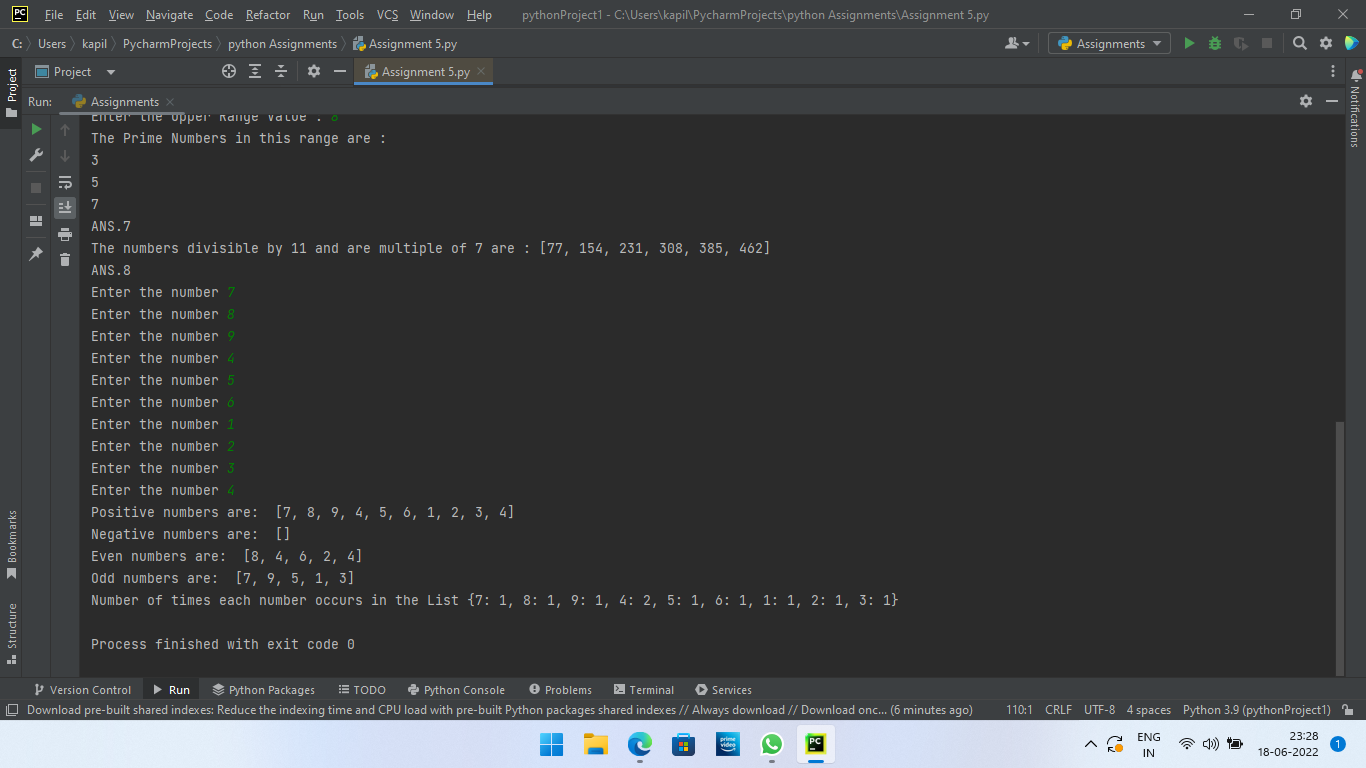 PC File Edit View Navigate Code Refactor Run Tools VCS Window Help pythonProject1 - C:\Users\kapil\PycharmProjects\python Assignments\Assignment 5.py
C: Users kapil PycharmProjects python Assignments Assignment 5.py Assignments
Project Project Assignment 5.py
Run: Assignments
Notifications
Enter the Upper Range Value : 8
The Prime Numbers in this range are :
3
5
7
ANS.7
The numbers divisible by 11 and are multiple of 7 are : [77, 154, 231, 308, 385, 462]
ANS.8
Enter the number 7
Enter the number 8
Enter the number 9
Enter the number 4
Enter the number 5
Enter the number 6
Enter the number 1
Enter the number 2
Enter the number 3
Enter the number 4
Positive numbers are:  [7, 8, 9, 4, 5, 6, 1, 2, 3, 4]
Negative numbers are:  []
Even numbers are:  [8, 4, 6, 2, 4]
Odd numbers are:  [7, 9, 5, 1, 3]
Number of times each number occurs in the List {7: 1, 8: 1, 9: 1, 4: 2, 5: 1, 6: 1, 1: 1, 2: 1, 3: 1}
Process finished with exit code 0
Bookmarks
Structure
Version Control Run Python Packages TODO Python Console Problems Terminal Services
Download pre-built shared indexes: Reduce the indexing time and CPU load with pre-built Python packages shared indexes // Always download // Download onc... (6 minutes ago) 110:1 CRLF UTF-8 4 spaces Python 3.9 (pythonProject1)
prime video PC ENG IN 23:28 18-06-2022 1